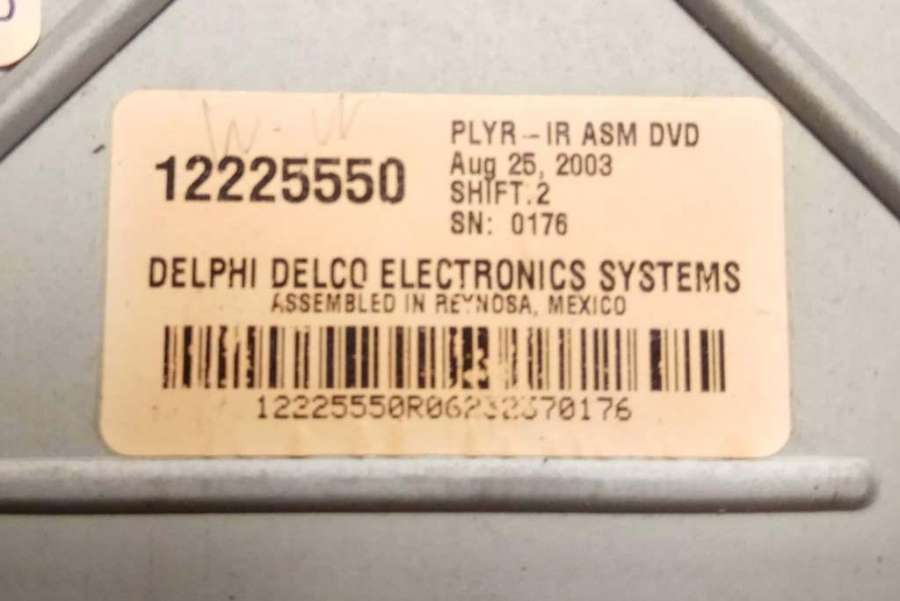 12225550
PLYR-IR ASM DVD
Aug 25, 2003
SHIFT.2
SN: 0176
DELPHI DELCO ELECTRONICS SYSTEMS
ASSEMBLED IN REYNOSA, MEXICO
12225550R06232370176